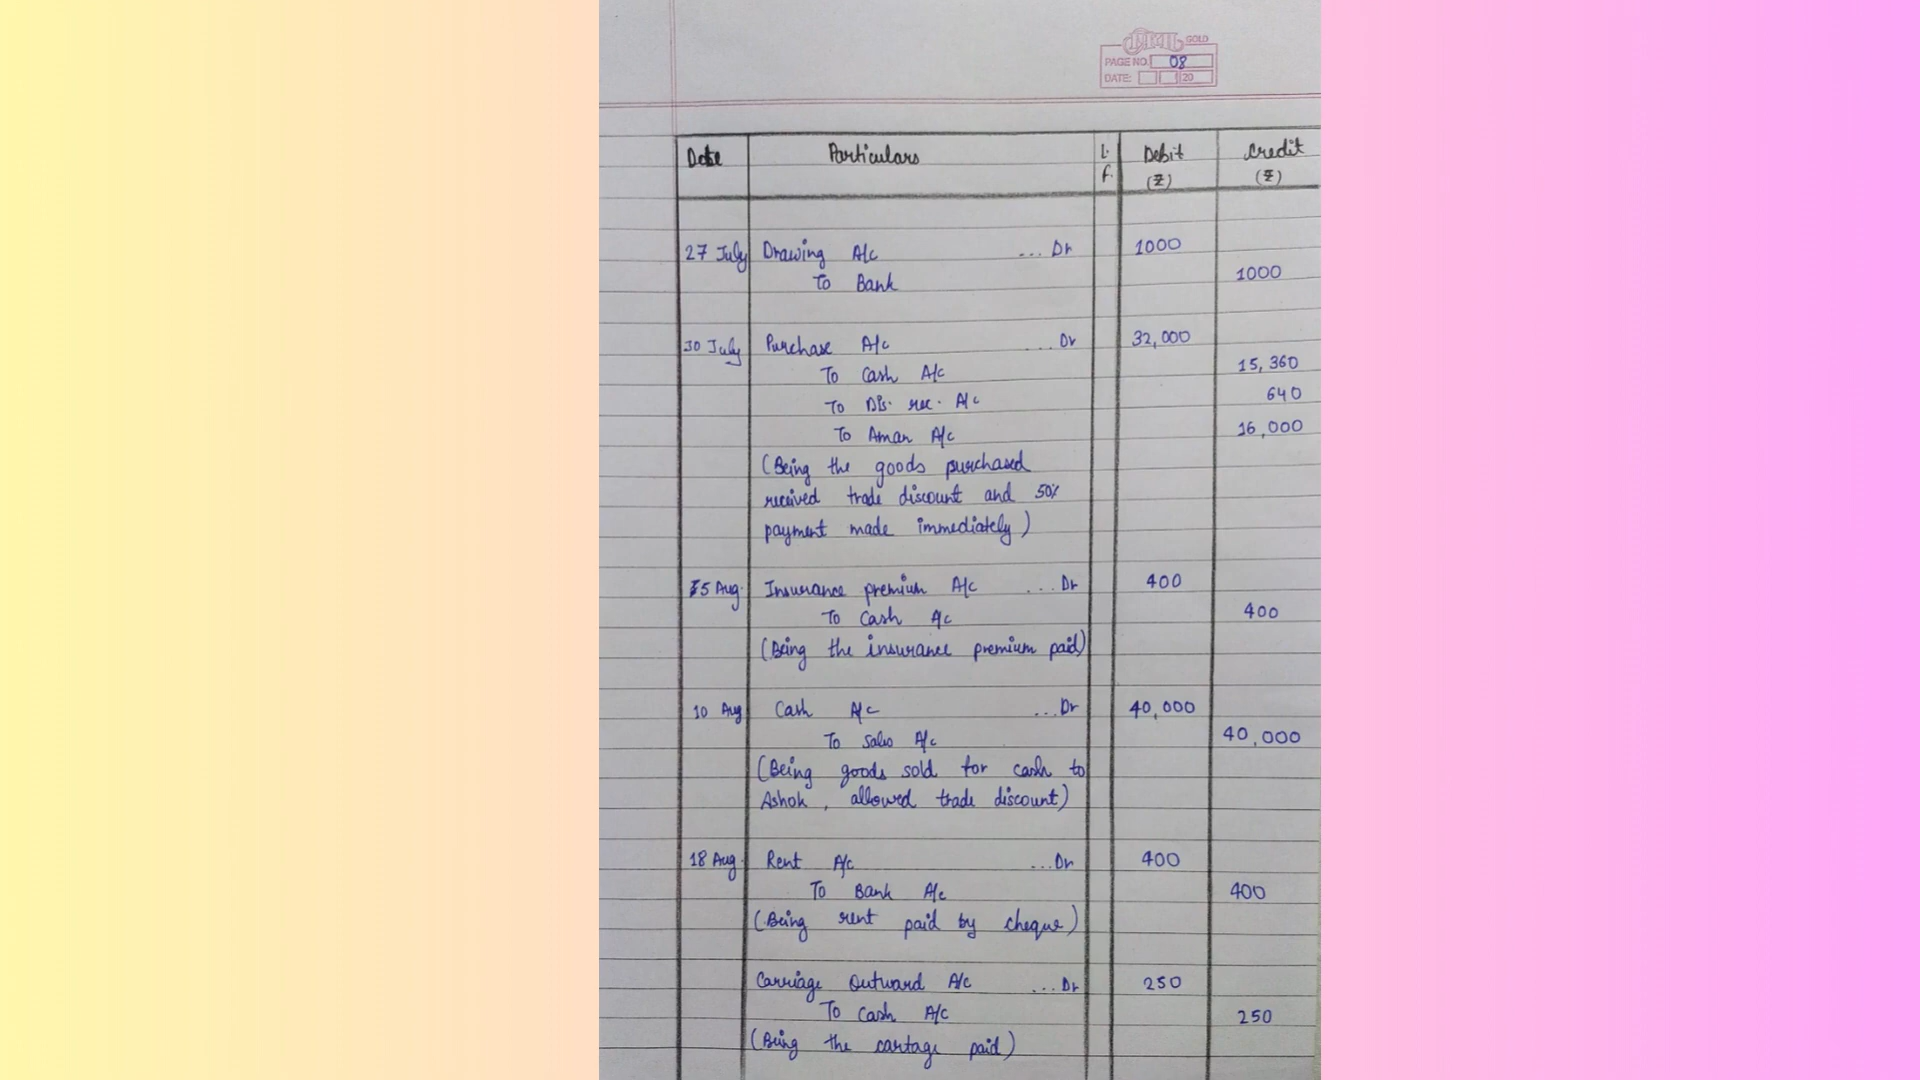 GOLD
PAGE NO. 08
DATE: 20
Date Particulars L.F. Debit (₹) Credit (₹)
27 July Drawing A/c ... Dr 1000
To Bank 1000
30 July Purchase A/c .... Dr 32,000
To Cash A/c 15,360
To Dis. rec. A/c 640
To Aman A/c 16,000
(Being the goods purchased
received trade discount and 50%
payment made immediately)
5 Aug. Insurance premium A/c ....Dr 400
To Cash A/c 400
(Being the insurance premium paid)
10 Aug Cash A/c ...Dr 40,000
To Sales A/c 40,000
(Being goods sold for cash to
Ashok, allowed trade discount)
18 Aug. Rent A/c ...Dr 400
To Bank A/c 400
(Being rent paid by cheque)
Carriage Outward A/c ...Dr 250
To Cash A/c 250
(Being the cartage paid)